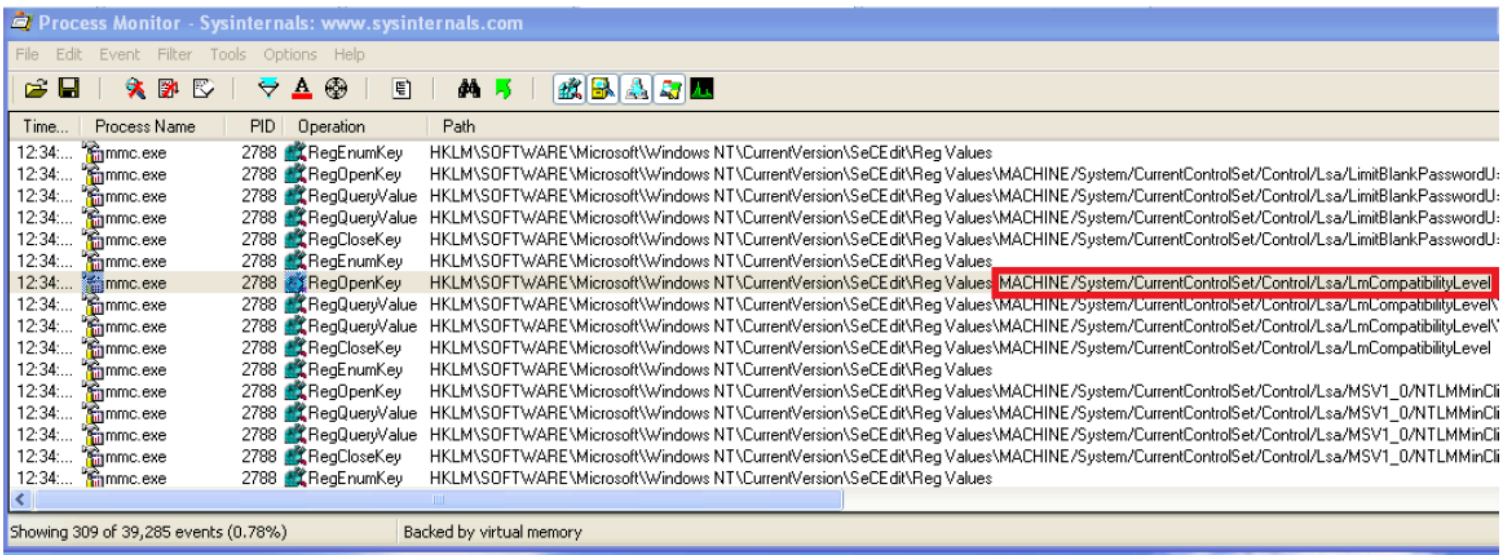 Process Monitor - Sysinternals: www.sysinternals.com
File Edit Event Filter Tools Options Help
Time... Process Name PID Operation Path
12:34:... mmc.exe 2788 RegEnumKey HKLM\SOFTWARE\Microsoft\Windows NT\CurrentVersion\SeCEdit\Reg Values
12:34:... mmc.exe 2788 RegOpenKey HKLM\SOFTWARE\Microsoft\Windows NT\CurrentVersion\SeCEdit\Reg Values\MACHINE/System/CurrentControlSet/Control/Lsa/LimitBlankPasswordU
12:34:... mmc.exe 2788 RegQueryValue HKLM\SOFTWARE\Microsoft\Windows NT\CurrentVersion\SeCEdit\Reg Values\MACHINE/System/CurrentControlSet/Control/Lsa/LimitBlankPasswordU
12:34:... mmc.exe 2788 RegQueryValue HKLM\SOFTWARE\Microsoft\Windows NT\CurrentVersion\SeCEdit\Reg Values\MACHINE/System/CurrentControlSet/Control/Lsa/LimitBlankPasswordU
12:34:... mmc.exe 2788 RegCloseKey HKLM\SOFTWARE\Microsoft\Windows NT\CurrentVersion\SeCEdit\Reg Values\MACHINE/System/CurrentControlSet/Control/Lsa/LimitBlankPasswordU
12:34:... mmc.exe 2788 RegEnumKey HKLM\SOFTWARE\Microsoft\Windows NT\CurrentVersion\SeCEdit\Reg Values
12:34:... mmc.exe 2788 RegOpenKey HKLM\SOFTWARE\Microsoft\Windows NT\CurrentVersion\SeCEdit\Reg Values MACHINE/System/CurrentControlSet/Control/Lsa/LmCompatibilityLevel
12:34:... mmc.exe 2788 RegQueryValue HKLM\SOFTWARE\Microsoft\Windows NT\CurrentVersion\SeCEdit\Reg Values\MACHINE/System/CurrentControlSet/Control/Lsa/LmCompatibilityLevel\
12:34:... mmc.exe 2788 RegQueryValue HKLM\SOFTWARE\Microsoft\Windows NT\CurrentVersion\SeCEdit\Reg Values\MACHINE/System/CurrentControlSet/Control/Lsa/LmCompatibilityLevel\
12:34:... mmc.exe 2788 RegCloseKey HKLM\SOFTWARE\Microsoft\Windows NT\CurrentVersion\SeCEdit\Reg Values\MACHINE/System/CurrentControlSet/Control/Lsa/LmCompatibilityLevel
12:34:... mmc.exe 2788 RegEnumKey HKLM\SOFTWARE\Microsoft\Windows NT\CurrentVersion\SeCEdit\Reg Values
12:34:... mmc.exe 2788 RegOpenKey HKLM\SOFTWARE\Microsoft\Windows NT\CurrentVersion\SeCEdit\Reg Values\MACHINE/System/CurrentControlSet/Control/Lsa/MSV1_0/NTLMMinCli
12:34:... mmc.exe 2788 RegQueryValue HKLM\SOFTWARE\Microsoft\Windows NT\CurrentVersion\SeCEdit\Reg Values\MACHINE/System/CurrentControlSet/Control/Lsa/MSV1_0/NTLMMinCli
12:34:... mmc.exe 2788 RegQueryValue HKLM\SOFTWARE\Microsoft\Windows NT\CurrentVersion\SeCEdit\Reg Values\MACHINE/System/CurrentControlSet/Control/Lsa/MSV1_0/NTLMMinCli
12:34:... mmc.exe 2788 RegCloseKey HKLM\SOFTWARE\Microsoft\Windows NT\CurrentVersion\SeCEdit\Reg Values\MACHINE/System/CurrentControlSet/Control/Lsa/MSV1_0/NTLMMinCli
12:34:... mmc.exe 2788 RegEnumKey HKLM\SOFTWARE\Microsoft\Windows NT\CurrentVersion\SeCEdit\Reg Values
Showing 309 of 39,285 events (0.78%) Backed by virtual memory